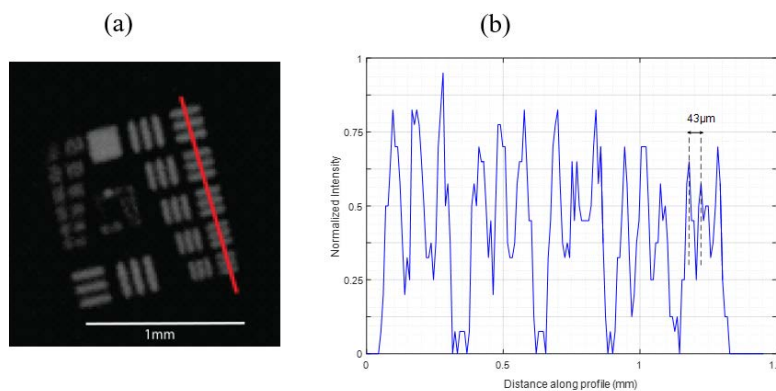 (a)
(b)
1mm
1
0.75
0.5
0.25
0
0
0.5
1
43µm
Normalized Intensity
Distance along profile (mm)